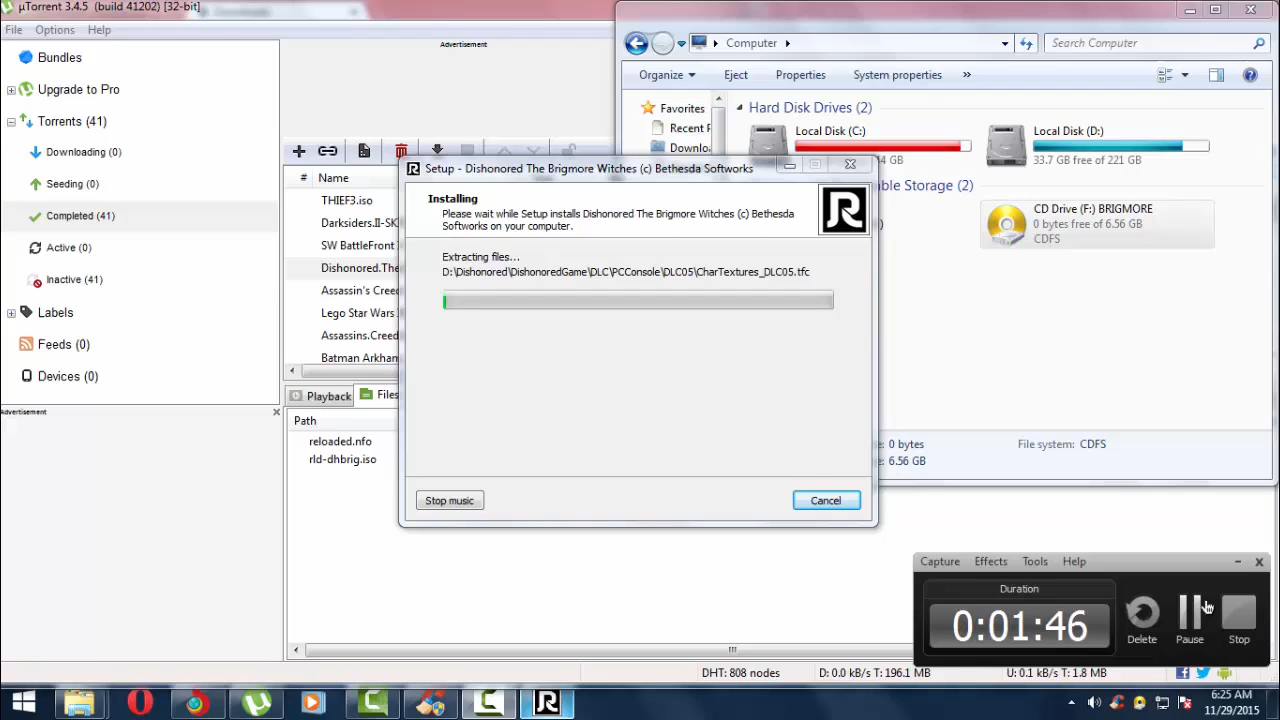 µTorrent 3.4.5 (build 41202) [32-bit]
File Options Help
Advertisement
Bundles
Upgrade to Pro
Torrents (41)
Downloading (0)
Seeding (0)
Completed (41)
Active (0)
Inactive (41)
Labels
Feeds (0)
Devices (0)
Advertisement
# Name
THIEF3.iso
Darksiders.II-SK
SW BattleFront I
Dishonored.The
Assassin's Creed
Lego Star Wars
Assassins.Creed
Batman Arkham
Playback
Files
Path
reloaded.nfo
rld-dhbrig.iso
Computer
Search Computer
Organize Eject Properties System properties »
Favorites
Recent P
Downloa
Hard Disk Drives (2)
Local Disk (C:)
4 GB
Local Disk (D:)
33.7 GB free of 221 GB
able Storage (2)
CD Drive (F:) BRIGMORE
0 bytes free of 6.56 GB
CDFS
e: 0 bytes
File system: CDFS
e: 6.56 GB
Setup - Dishonored The Brigmore Witches (c) Bethesda Softworks
Installing
Please wait while Setup installs Dishonored The Brigmore Witches (c) Bethesda
Softworks on your computer.
R
Extracting files...
D:\Dishonored\DishonoredGame\DLC\PCConsole\DLC05\CharTextures_DLC05.tfc
Stop music
Cancel
Capture Effects Tools Help
Duration
0:01:46
Delete Pause Stop
DHT: 808 nodes
D: 0.0 kB/s T: 196.1 MB
U: 0.1 kB/s T: 1.8 MB
6:25 AM
11/29/2015